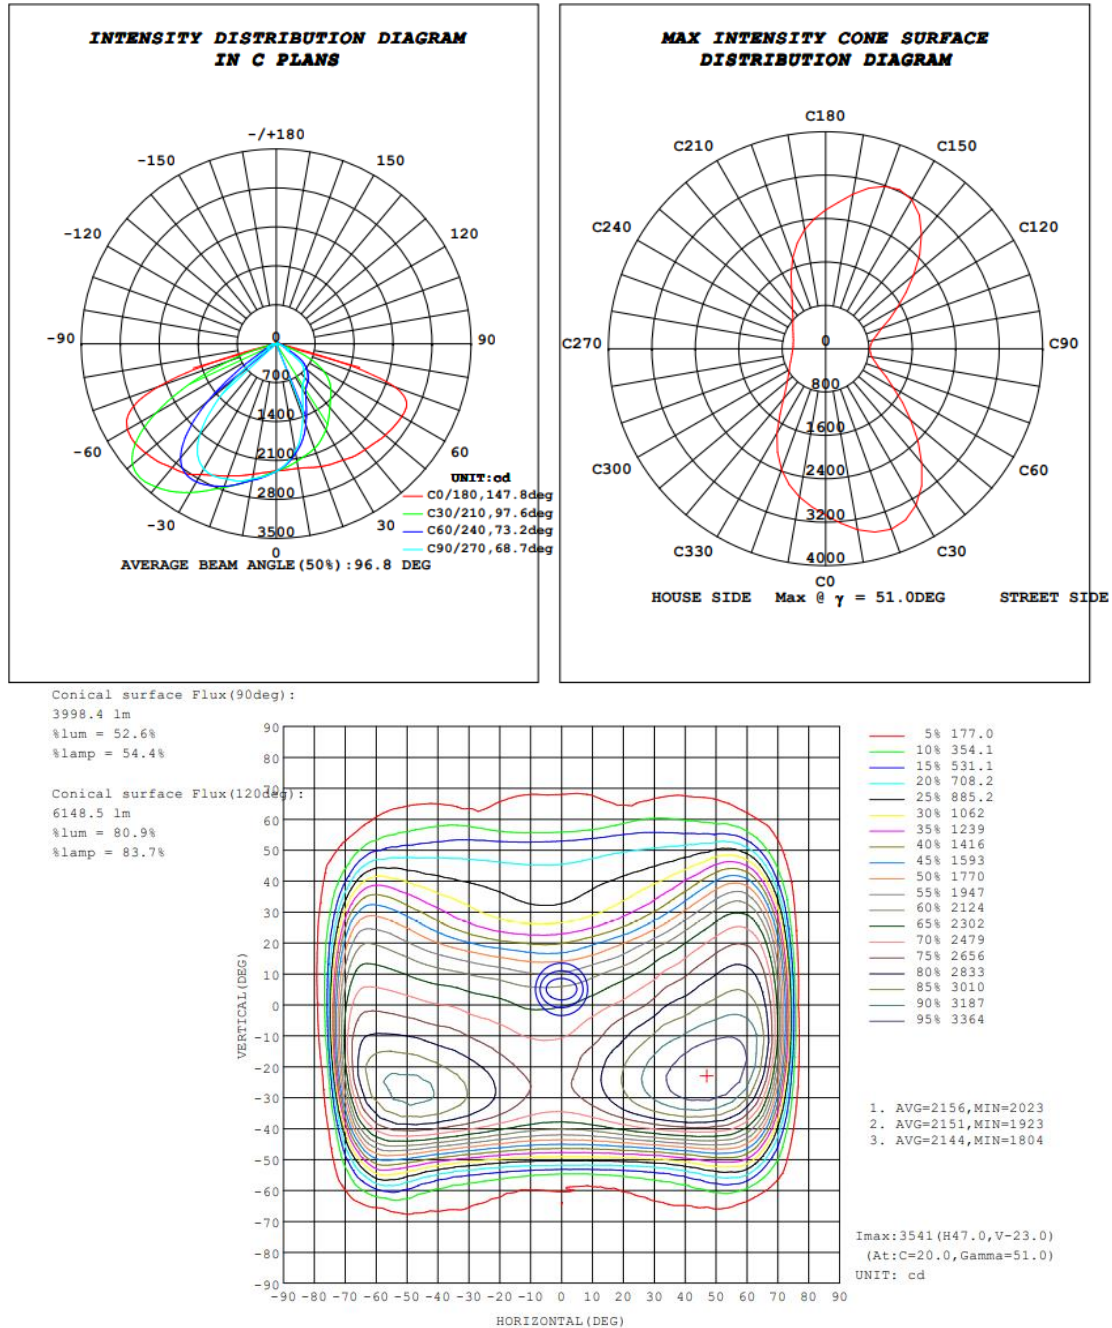 INTENSITY DISTRIBUTION DIAGRAM
IN C PLANS
-/+180
-150
150
-120
120
-90
0
90
700
1400
-60
2100
60
UNIT:cd
2800
C0/180,147.8deg
C30/210,97.6deg
-30
3500
30
C60/240,73.2deg
0
C90/270,68.7deg
AVERAGE BEAM ANGLE(50%):96.8 DEG
MAX INTENSITY CONE SURFACE
DISTRIBUTION DIAGRAM
C180
C210
C150
C240
C120
C270
0
C90
800
1600
C300
2400
C60
3200
C330
C30
4000
C0
HOUSE SIDE Max @ γ = 51.0DEG STREET SIDE
Conical surface Flux(90deg):
3998.4 lm
%lum = 52.6%
%lamp = 54.4%
Conical surface Flux(120deg):
6148.5 lm
%lum = 80.9%
%lamp = 83.7%
90
80
70
60
50
40
30
20
10
0
-10
-20
-30
-40
-50
-60
-70
-80
-90
VERTICAL(DEG)
-90 -80 -70 -60 -50 -40 -30 -20 -10 0 10 20 30 40 50 60 70 80 90
HORIZONTAL(DEG)
5% 177.0
10% 354.1
15% 531.1
20% 708.2
25% 885.2
30% 1062
35% 1239
40% 1416
45% 1593
50% 1770
55% 1947
60% 2124
65% 2302
70% 2479
75% 2656
80% 2833
85% 3010
90% 3187
95% 3364
1. AVG=2156,MIN=2023
2. AVG=2151,MIN=1923
3. AVG=2144,MIN=1804
Imax:3541(H47.0,V-23.0)
(At:C=20.0,Gamma=51.0)
UNIT: cd